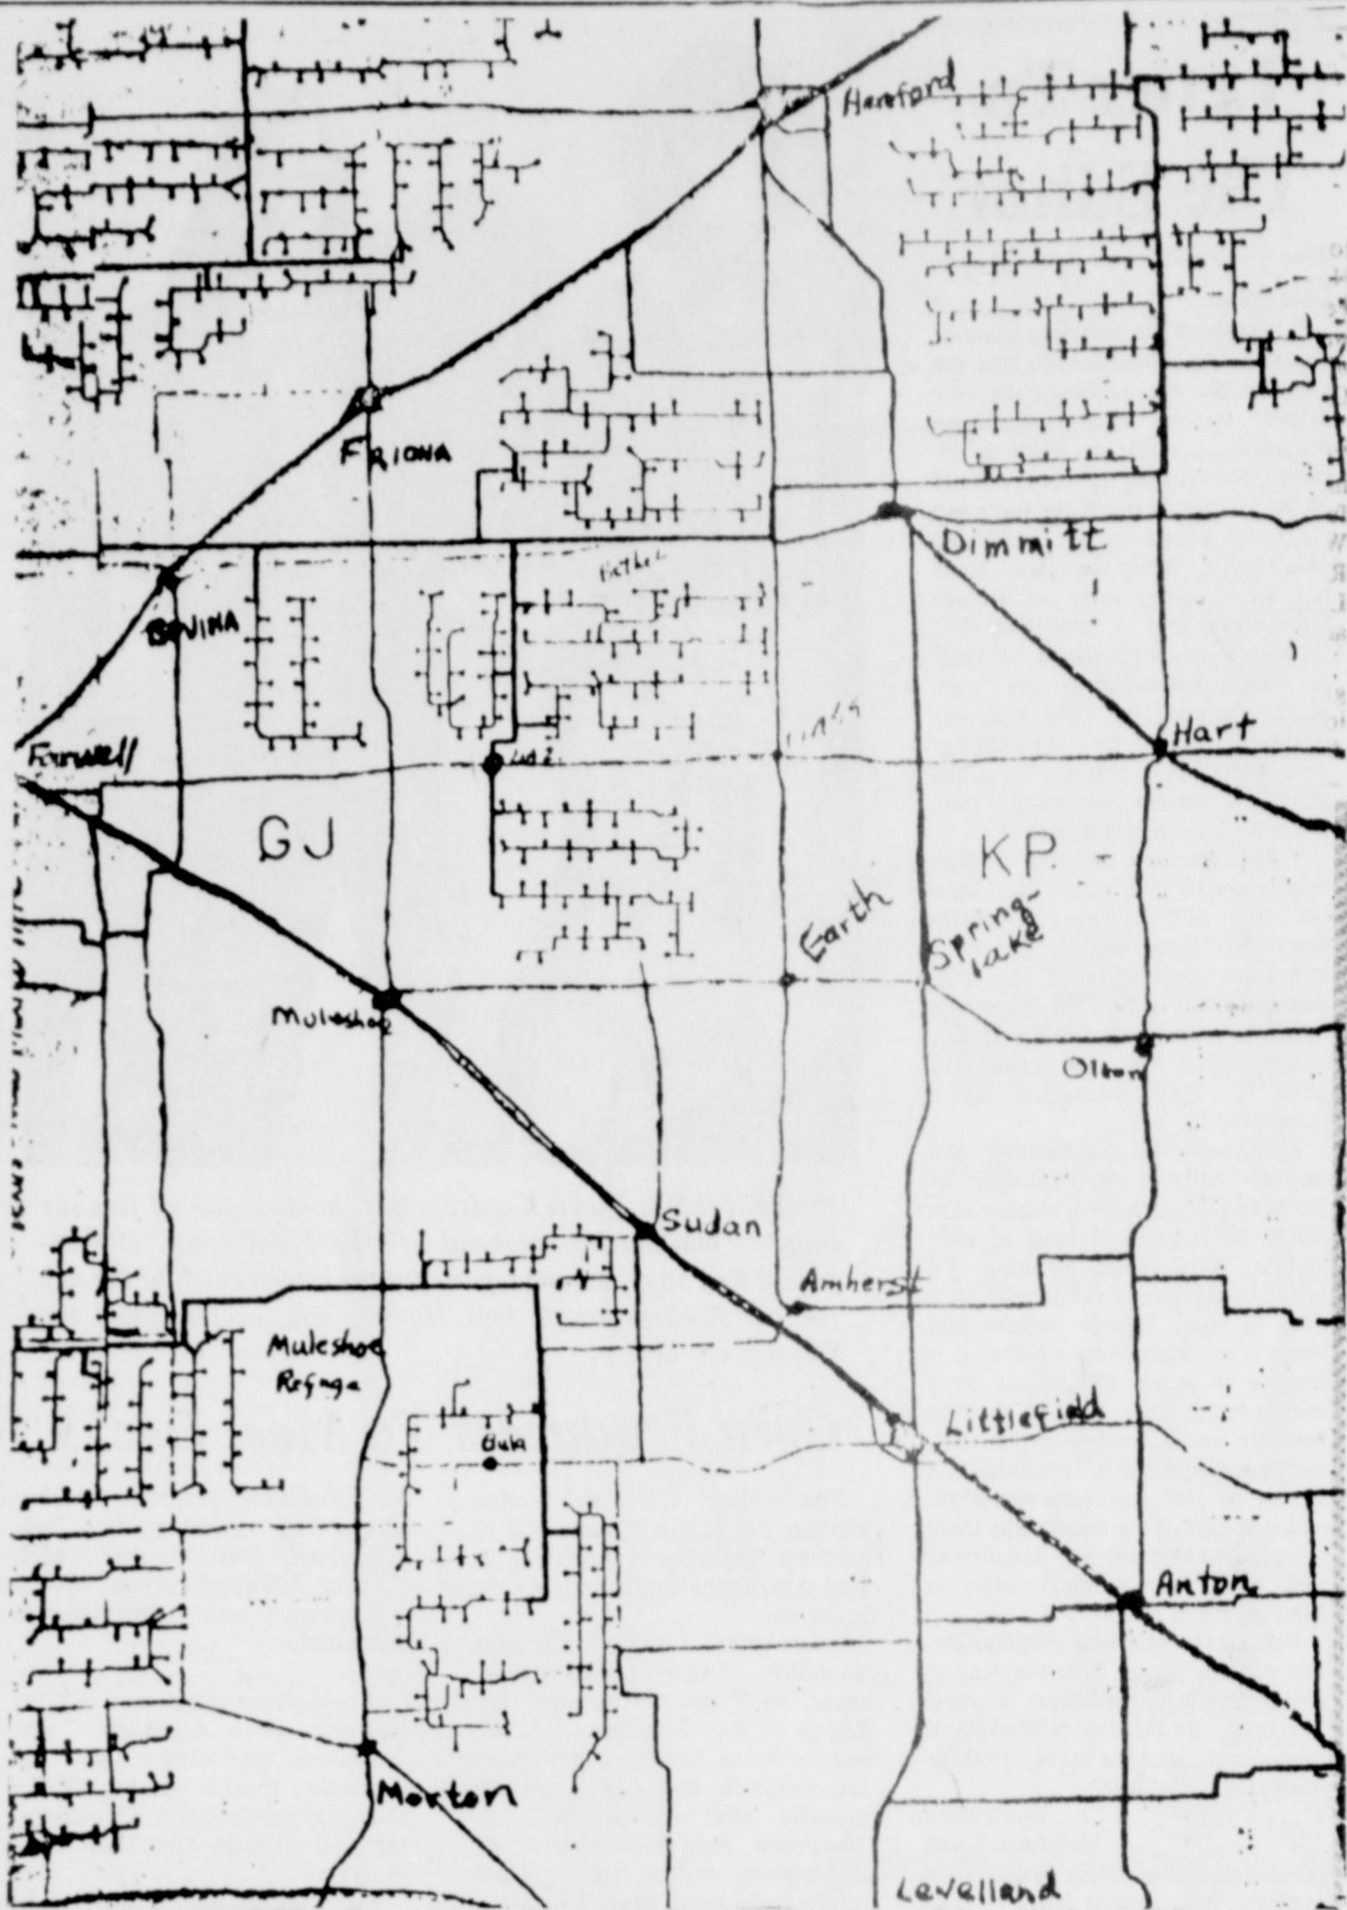 Hereford
FRIONA
Dimmitt
Bethel
BOVINA
Hart
Farwell
GJ
KP
Earth
Spring-
lake
Muleshoe
Olton
Sudan
Amherst
Muleshoe
Refuge
Littlefield
Bula
Anton
Morton
Levelland